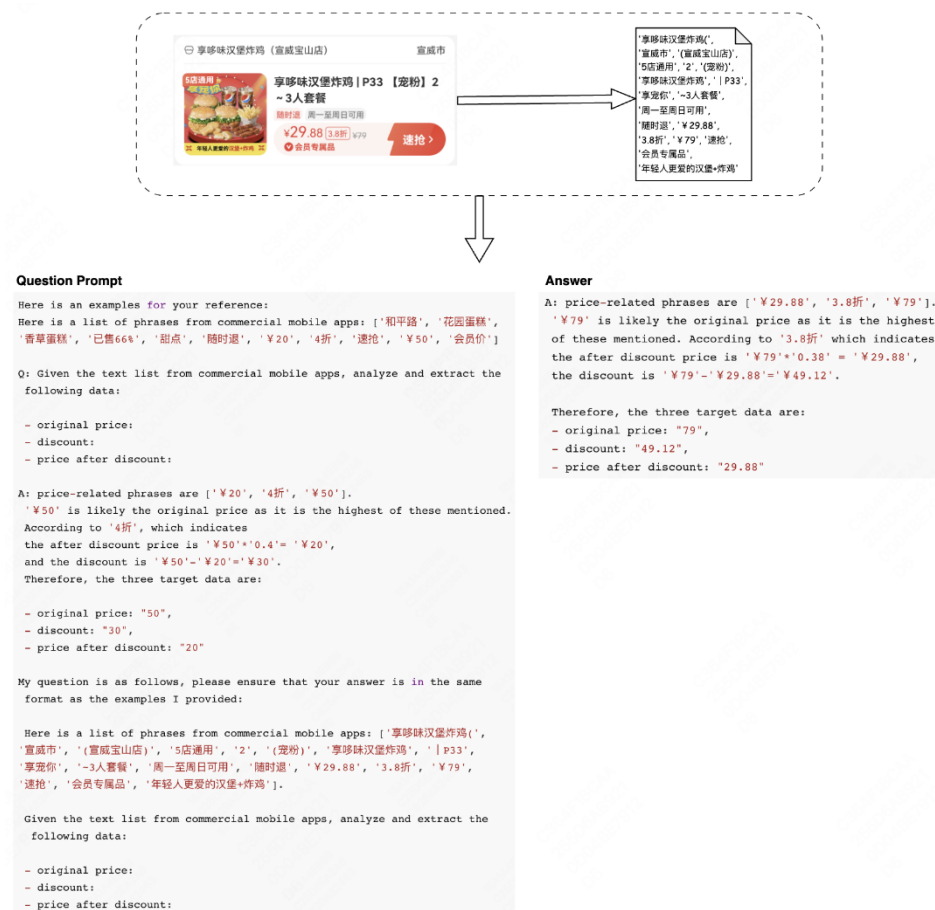 享哆味汉堡炸鸡（宣威宝山店）
宣威市
5店通用
享宠你
享哆味汉堡炸鸡 | P33 【宠粉】2
~ 3人套餐
随时退 周一至周日可用
¥29.88 3.8折 ¥79
会员专属品
速抢 >
年轻人更爱的汉堡+炸鸡
'享哆味汉堡炸鸡(',
'宣威市', '(宣威宝山店)',
'5店通用', '2', '(宠粉)',
'享哆味汉堡炸鸡', '｜P33',
'享宠你', '~3人套餐',
'周一至周日可用',
'随时退', '¥29.88',
'3.8折', '¥79', '速抢',
'会员专属品',
'年轻人更爱的汉堡+炸鸡'
Question Prompt
Here is an examples for your reference:
Here is a list of phrases from commercial mobile apps: ['和平路', '花园蛋糕',
'香草蛋糕', '已售66%', '甜点', '随时退', '¥20', '4折', '速抢', '¥50', '会员价']
Q: Given the text list from commercial mobile apps, analyze and extract the
following data:
- original price:
- discount:
- price after discount:
A: price-related phrases are ['¥20', '4折', '¥50'].
'¥50' is likely the original price as it is the highest of these mentioned.
According to '4折', which indicates
the after discount price is '¥50'*'0.4'= '¥20',
and the discount is '¥50'-'¥20'='¥30'.
Therefore, the three target data are:
- original price: "50",
- discount: "30",
- price after discount: "20"
My question is as follows, please ensure that your answer is in the same
format as the examples I provided:
Here is a list of phrases from commercial mobile apps: ['享哆味汉堡炸鸡(',
'宣威市', '(宣威宝山店)', '5店通用', '2', '(宠粉)', '享哆味汉堡炸鸡', '｜P33',
'享宠你', '~3人套餐', '周一至周日可用', '随时退', '¥29.88', '3.8折', '¥79',
'速抢', '会员专属品', '年轻人更爱的汉堡+炸鸡'].
Given the text list from commercial mobile apps, analyze and extract the
following data:
- original price:
- discount:
- price after discount:
Answer
A: price-related phrases are ['¥29.88', '3.8折', '¥79'].
'¥79' is likely the original price as it is the highest
of these mentioned. According to '3.8折' which indicates
the after discount price is '¥79'*'0.38' = '¥29.88',
the discount is '¥79'-'¥29.88'='¥49.12'.
Therefore, the three target data are:
- original price: "79",
- discount: "49.12",
- price after discount: "29.88"